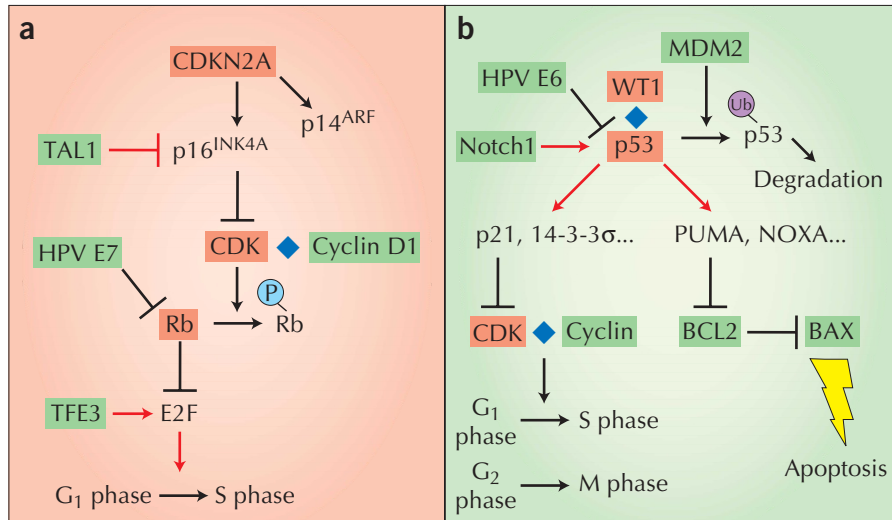 a
CDKN2A
p14ARF
TAL1
p16INK4A
CDK
Cyclin D1
HPV E7
P
Rb
Rb
TFE3
E2F
G1 phase
S phase
b
MDM2
HPV E6
WT1
Ub
Notch1
p53
p53
Degradation
p21, 14-3-3σ...
PUMA, NOXA...
CDK
Cyclin
BCL2
BAX
G1
phase
S phase
G2
phase
M phase
Apoptosis